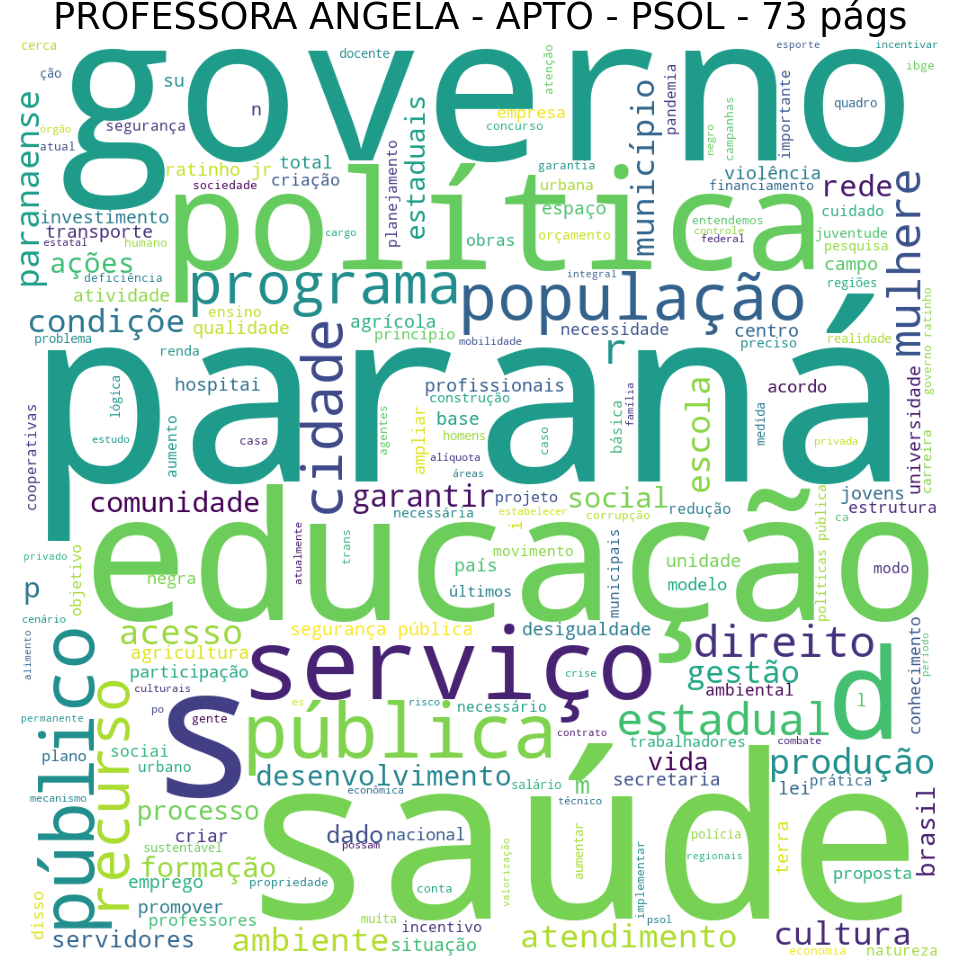 PROFESSORA ANGELA - APTO - PSOL - 73 págs
cerca
docente
esporte
incentivar
governo
ção
su
atenção
ibge
n
empresa
quadro
órgão
segurança
concurso
atual
paranaense
estaduais
município
pandemia
negro
campanhas
importante
ratinho jr
total
garantia
violência
sociedade
criação
planejamento
urbana
financiamento
rede
mulhere
política
investimento
espaço
cuidado
transporte
cargo
obras
orçamento
entendemos
controle
federal
juventude
estatal
humano
pesquisa
ações
deficiência
programa
integral
campo
regiões
atividade
população
condiçõe
ensino
qualidade
agrícola
princípio
necessidade
centro
preciso
realidade
governo ratinho
problema
renda
mobilidade
r
paraná
cidade
lógica
hospitai
profissionais
construção
acordo
escola
básica
família
medida
universidade
carreira
cooperativas
estudo
aumento
casa
agentes
ampliar
base
homens
caso
alíquota
áreas
privada
comunidade
garantir
projeto
social
jovens
estrutura
necessária
estabelecer
corrupção
redução
ca
políticas pública
educação
i
privado
objetivo
negra
atualmente
trans
país
movimento
últimos
municipais
unidade
modelo
modo
p
cenário
acesso
segurança pública
desigualdade
direito
conhecimento
período
alimento
público
agricultura
participação
serviço
crise
gestão
ambiental
d
l
recurso
culturais
po
gente
s
pública
es
risco
necessário
contrato
estadual
permanente
plano
sociai
urbano
trabalhadores
combate
vida
produção
desenvolvimento
econômica
salário
m
secretaria
lei
prática
mecanismo
processo
técnico
saúde
criar
dado
nacional
possam
polícia
regionais
terra
brasil
sustentável
formação
valorização
aumentar
implementar
proposta
emprego
propriedade
conta
disso
promover
professores
muita
incentivo
psol
servidores
ambiente
situação
atendimento
cultura
economia
natureza